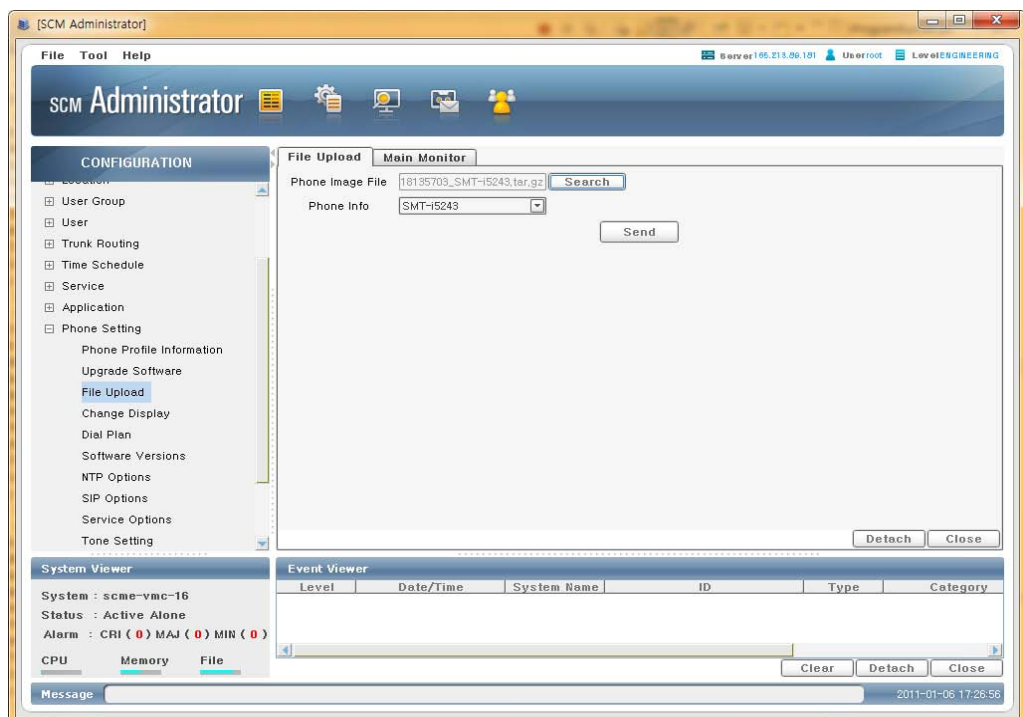 [SCM Administrator]
File Tool Help
Server 165.213.89.181 User root Level ENGINEERING
SCM Administrator
CONFIGURATION
Location
User Group
User
Trunk Routing
Time Schedule
Service
Application
Phone Setting
Phone Profile Information
Upgrade Software
File Upload
Change Display
Dial Plan
Software Versions
NTP Options
SIP Options
Service Options
Tone Setting
File Upload Main Monitor
Phone Image File 18135703_SMT-i5243.tar.gz Search
Phone Info SMT-i5243
Send
Detach Close
System Viewer
System : scme-vmc-16
Status : Active Alone
Alarm : CRI ( 0 ) MAJ ( 0 ) MIN ( 0 )
CPU Memory File
Event Viewer
Level Date/Time System Name ID Type Category
Clear Detach Close
Message
2011-01-06 17:26:56